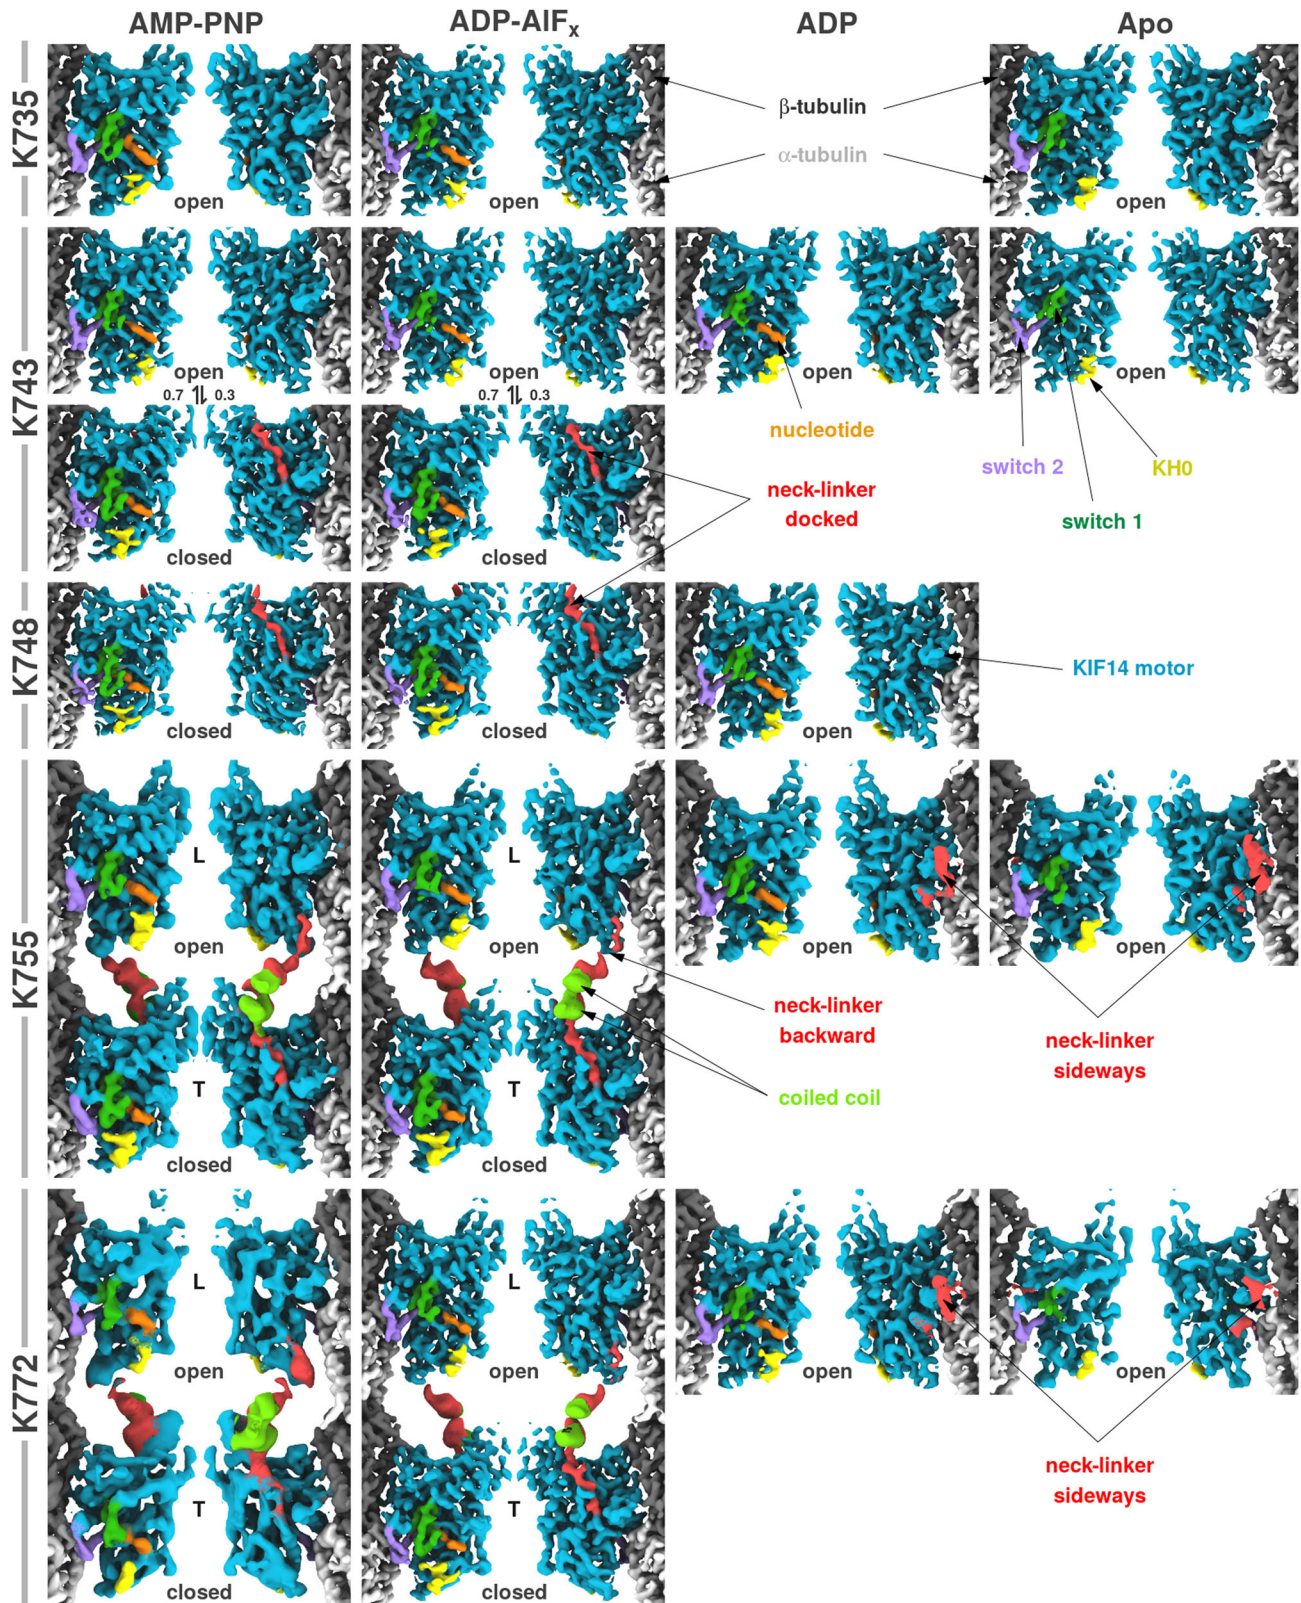 AMP-PNP
ADP-AlFx
ADP
Apo
K735
β-tubulin
α-tubulin
open
open
open
K743
open
open
open
open
0.7 ⇌ 0.3
0.7 ⇌ 0.3
nucleotide
switch 2
KH0
neck-linker
docked
switch 1
closed
closed
K748
KIF14 motor
closed
closed
open
K755
L
L
open
open
open
open
neck-linker
backward
neck-linker
sideways
T
T
coiled coil
closed
closed
K772
L
L
open
open
open
open
neck-linker
sideways
T
T
closed
closed